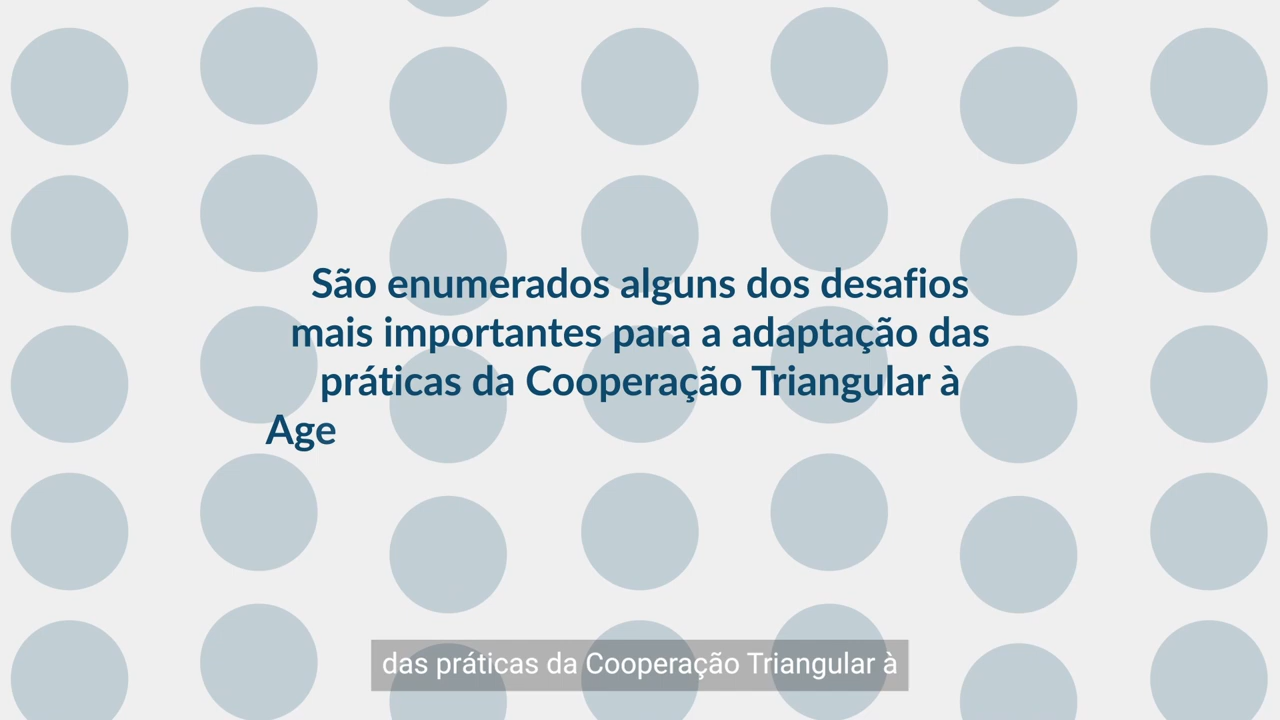 São enumerados alguns dos desafios
mais importantes para a adaptação das
práticas da Cooperação Triangular à
Age
das práticas da Cooperação Triangular à